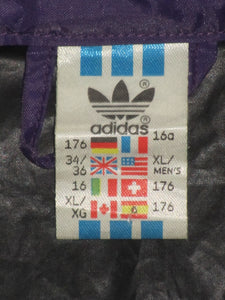 ®
adidas ®
176 16a
34/ XL/
36 MEN'S
16 176
XL/ 176
XG